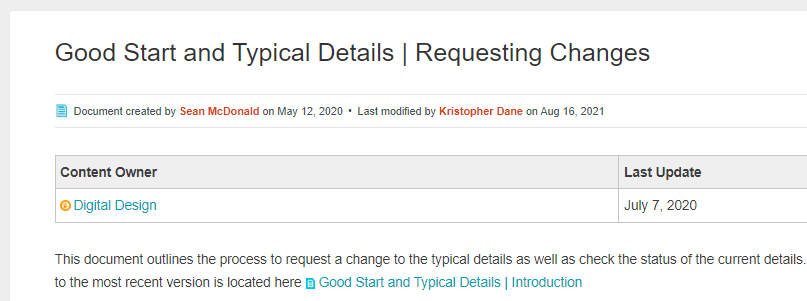 Good Start and Typical Details | Requesting Changes
Document created by Sean McDonald on May 12, 2020 • Last modified by Kristopher Dane on Aug 16, 2021
Content Owner Last Update
Digital Design July 7, 2020
This document outlines the process to request a change to the typical details as well as check the status of the current details.
to the most recent version is located here Good Start and Typical Details | Introduction